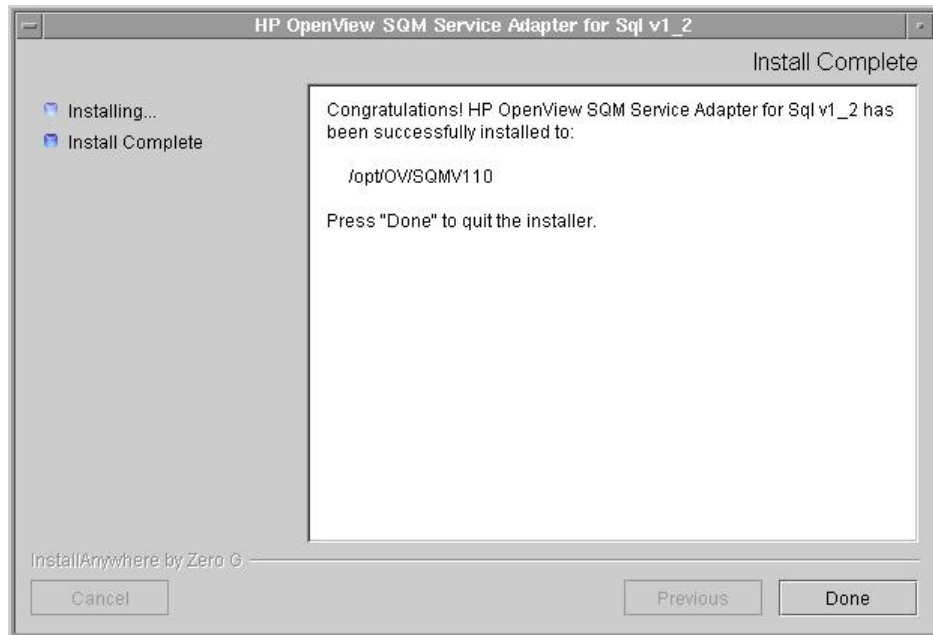 HP OpenView SQM Service Adapter for Sql v1_2
Install Complete
Installing...
Install Complete
Congratulations! HP OpenView SQM Service Adapter for Sql v1_2 has
been successfully installed to:
/opt/OV/SQMV110
Press "Done" to quit the installer.
InstallAnywhere by Zero G
Cancel
Previous
Done